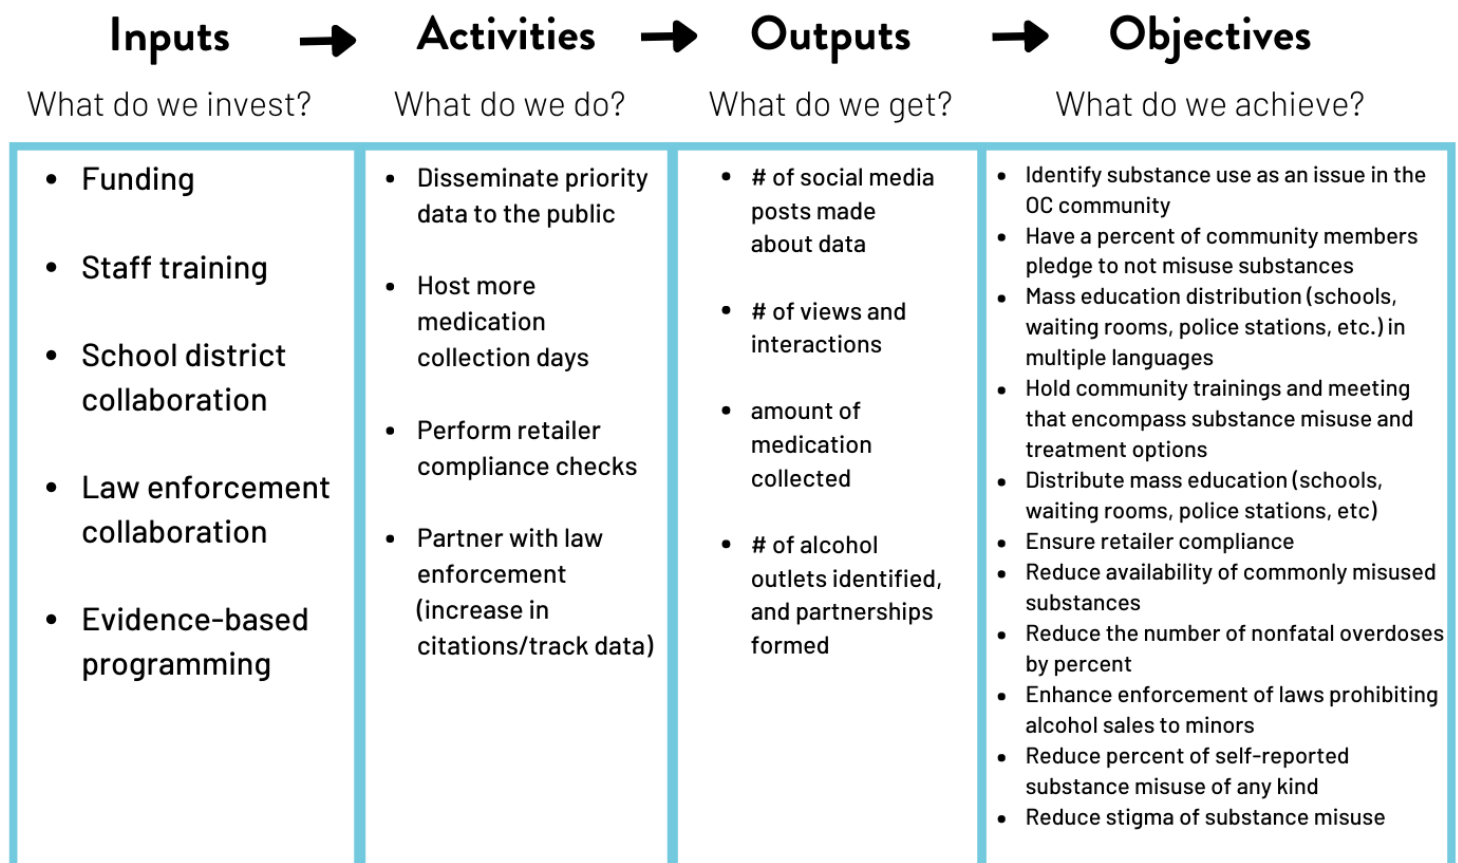 Inputs → Activities → Outputs → Objectives
What do we invest? What do we do? What do we get? What do we achieve?
• Funding
• Staff training
• School district
collaboration
• Law enforcement
collaboration
• Evidence-based
programming
• Disseminate priority
data to the public
• Host more
medication
collection days
• Perform retailer
compliance checks
• Partner with law
enforcement
(increase in
citations/track data)
• # of social media
posts made
about data
• # of views and
interactions
• amount of
medication
collected
• # of alcohol
outlets identified,
and partnerships
formed
• Identify substance use as an issue in the
OC community
• Have a percent of community members
pledge to not misuse substances
• Mass education distribution (schools,
waiting rooms, police stations, etc.) in
multiple languages
• Hold community trainings and meeting
that encompass substance misuse and
treatment options
• Distribute mass education (schools,
waiting rooms, police stations, etc)
• Ensure retailer compliance
• Reduce availability of commonly misused
substances
• Reduce the number of nonfatal overdoses
by percent
• Enhance enforcement of laws prohibiting
alcohol sales to minors
• Reduce percent of self-reported
substance misuse of any kind
• Reduce stigma of substance misuse